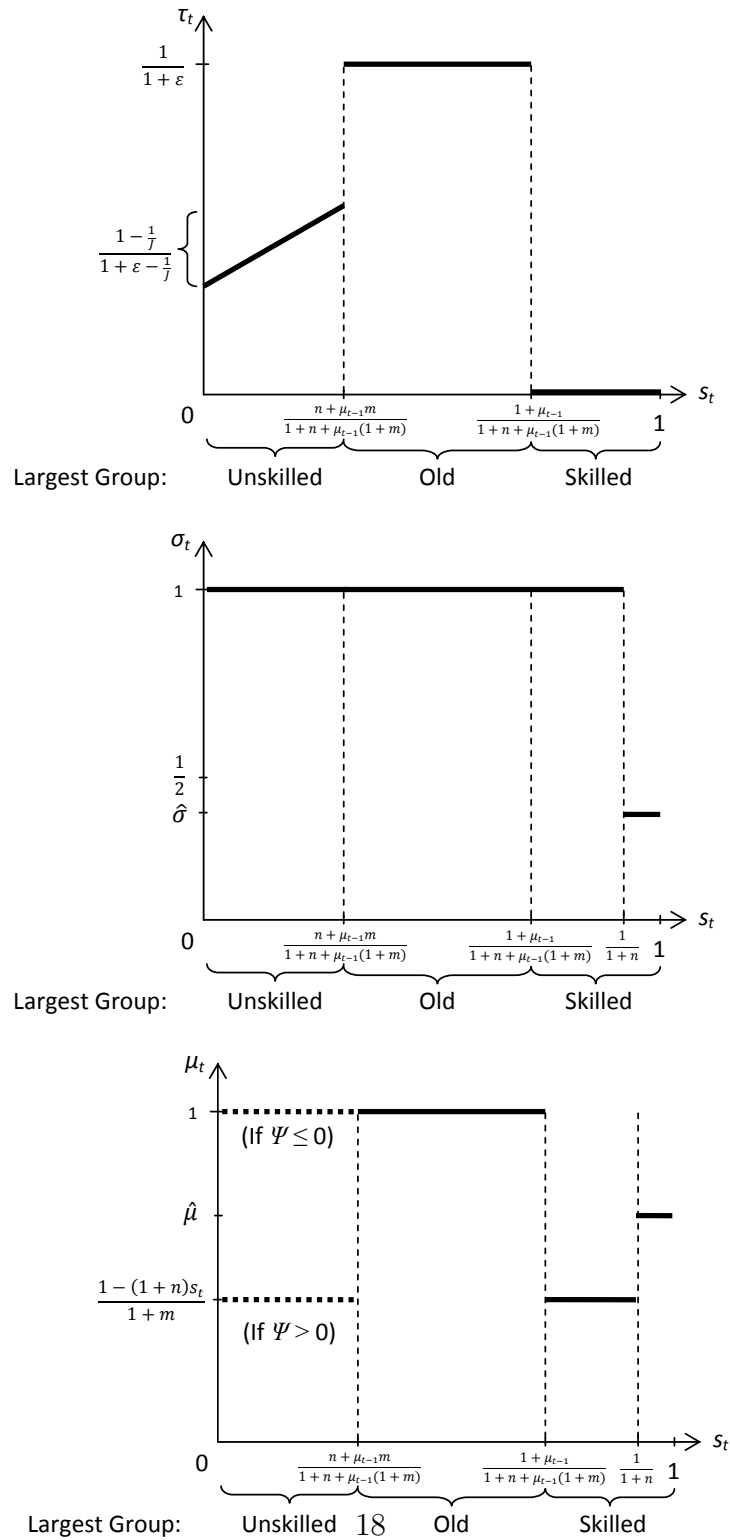 τt
1/(1 + ε)
(1 − 1/J)/(1 + ε − 1/J)
0
(n + μt−1m)/(1 + n + μt−1(1 + m))
(1 + μt−1)/(1 + n + μt−1(1 + m))
1
st
Largest Group: Unskilled Old Skilled
σt
1
1/2
σ̂
0
(n + μt−1m)/(1 + n + μt−1(1 + m))
(1 + μt−1)/(1 + n + μt−1(1 + m))
1/(1 + n)
1
st
Largest Group: Unskilled Old Skilled
μt
1
(If Ψ ≤ 0)
μ̂
(1 − (1 + n)st)/(1 + m)
(If Ψ > 0)
0
(n + μt−1m)/(1 + n + μt−1(1 + m))
(1 + μt−1)/(1 + n + μt−1(1 + m))
1/(1 + n)
1
st
Largest Group: Unskilled 18 Old Skilled